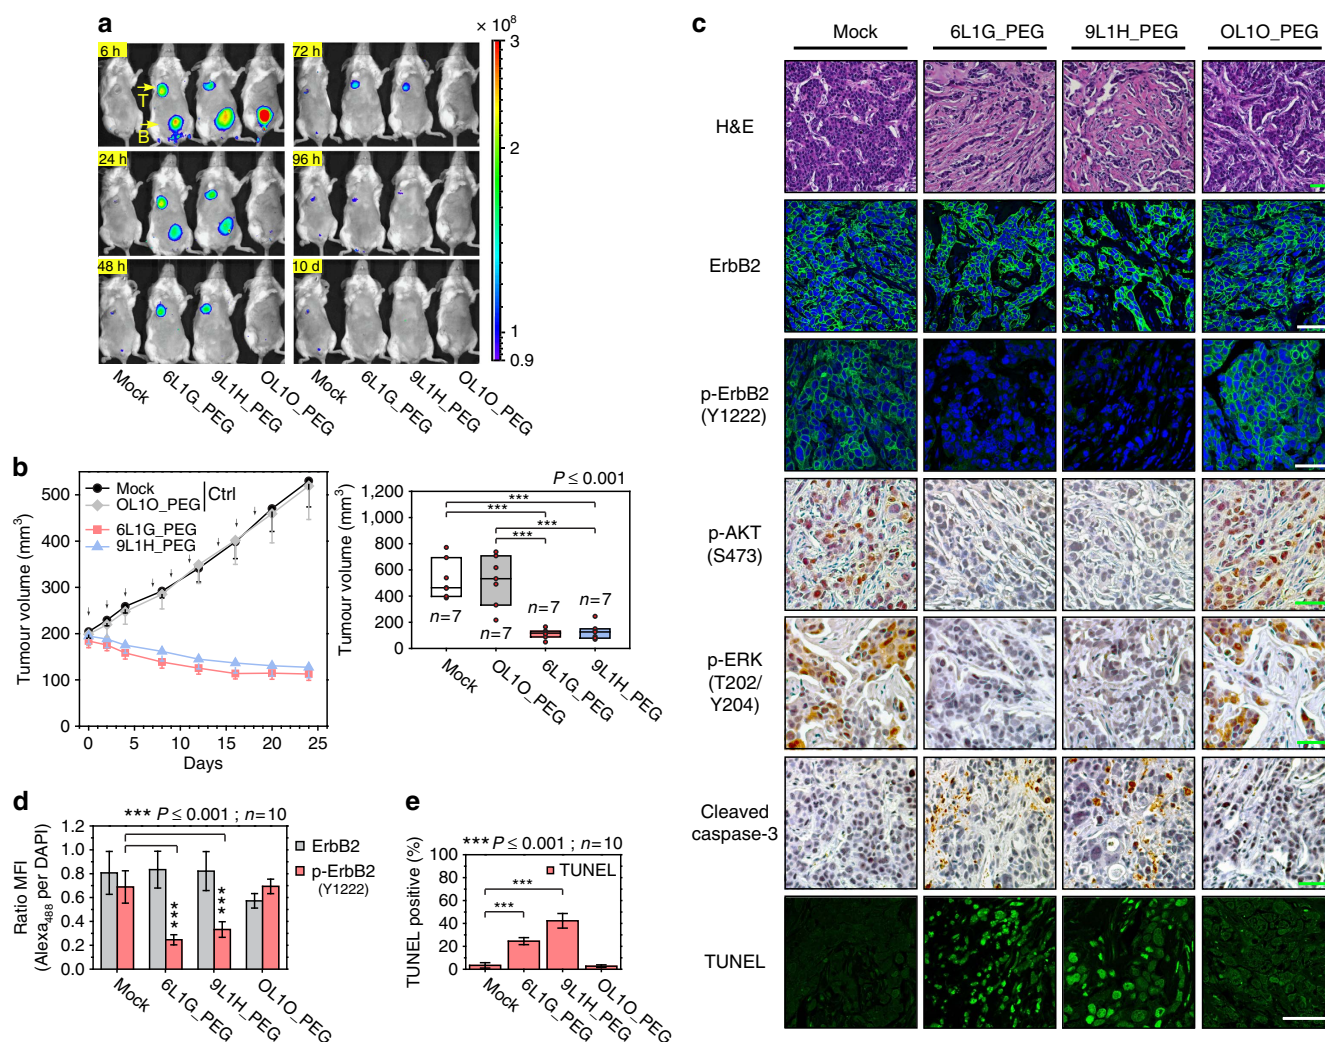 a
× 10⁸
6 h
T
B
72 h
24 h
96 h
48 h
10 d
3
2
1
0.9
Mock
6L1G_PEG
9L1H_PEG
OL1O_PEG
Mock
6L1G_PEG
9L1H_PEG
OL1O_PEG
b
Tumour volume (mm³)
500
400
300
200
100
0
Mock
OL1O_PEG
Ctrl
6L1G_PEG
9L1H_PEG
0 5 10 15 20 25
Days
P ≤ 0.001
Tumour volume (mm³)
1,200
1,000
800
600
400
200
0
***
***
***
***
n=7
n=7
n=7
n=7
Mock
OL1O_PEG
6L1G_PEG
9L1H_PEG
c
Mock
6L1G_PEG
9L1H_PEG
OL1O_PEG
H&E
ErbB2
p-ErbB2
(Y1222)
p-AKT
(S473)
p-ERK
(T202/
Y204)
Cleaved
caspase-3
TUNEL
d
*** P ≤ 0.001 ; n=10
Ratio MFI
(Alexa₄₈₈ per DAPI)
1.2
1.0
0.8
0.6
0.4
0.2
0.0
***
***
ErbB2
p-ErbB2
(Y1222)
Mock
6L1G_PEG
9L1H_PEG
OL1O_PEG
e
*** P ≤ 0.001 ; n=10
TUNEL positive (%)
100
80
60
40
20
0
TUNEL
***
***
Mock
6L1G_PEG
9L1H_PEG
OL1O_PEG